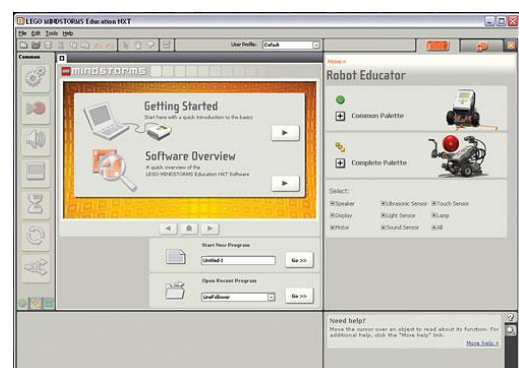 LEGO MINDSTORMS Education NXT
File Edit Tools Help
User Profile: Default
Common
mindstorms
Getting Started
Start here with a quick introduction to the basics
Software Overview
A quick overview of the
LEGO MINDSTORMS Education NXT Software
Start New Program
Untitled-1
Go >>
Open Recent Program
LineFollower
Go >>
Home >
Robot Educator
Common Palette
Complete Palette
Select:
Speaker Ultrasonic Sensor Touch Sensor
Display Light Sensor Lamp
Motor Sound Sensor All
Need help?
Move the cursor over an object to read about its function. For
additional help, click the "More help" link.
More help »